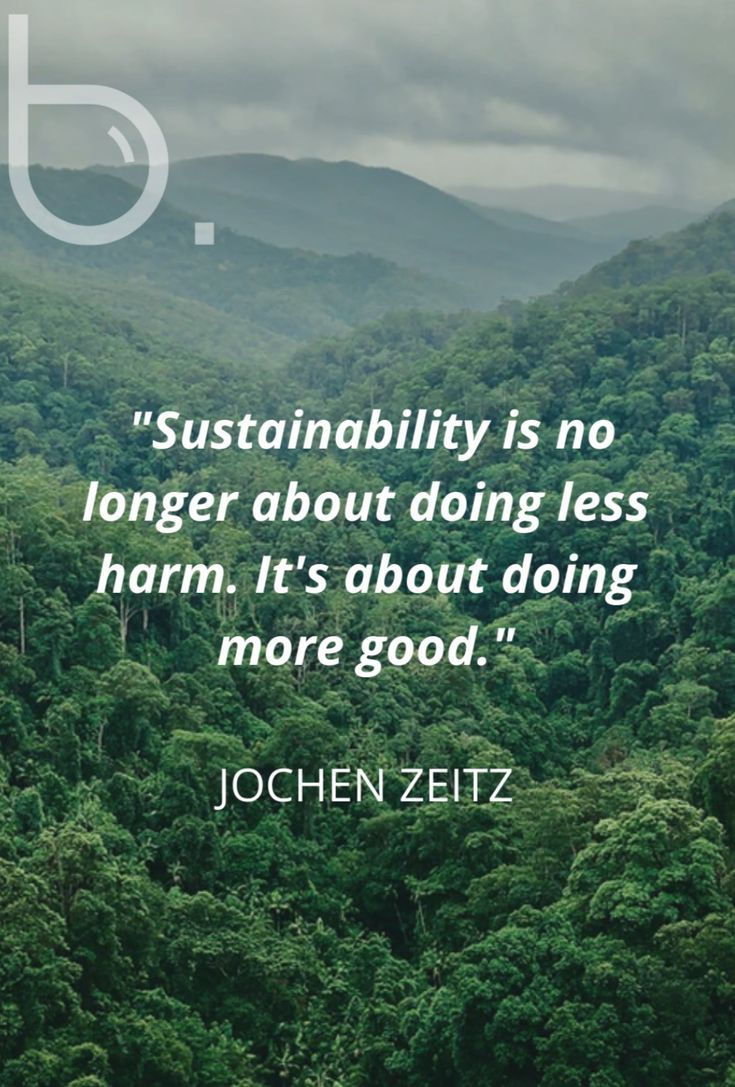 b.
"Sustainability is no
longer about doing less
harm. It's about doing
more good."
JOCHEN ZEITZ